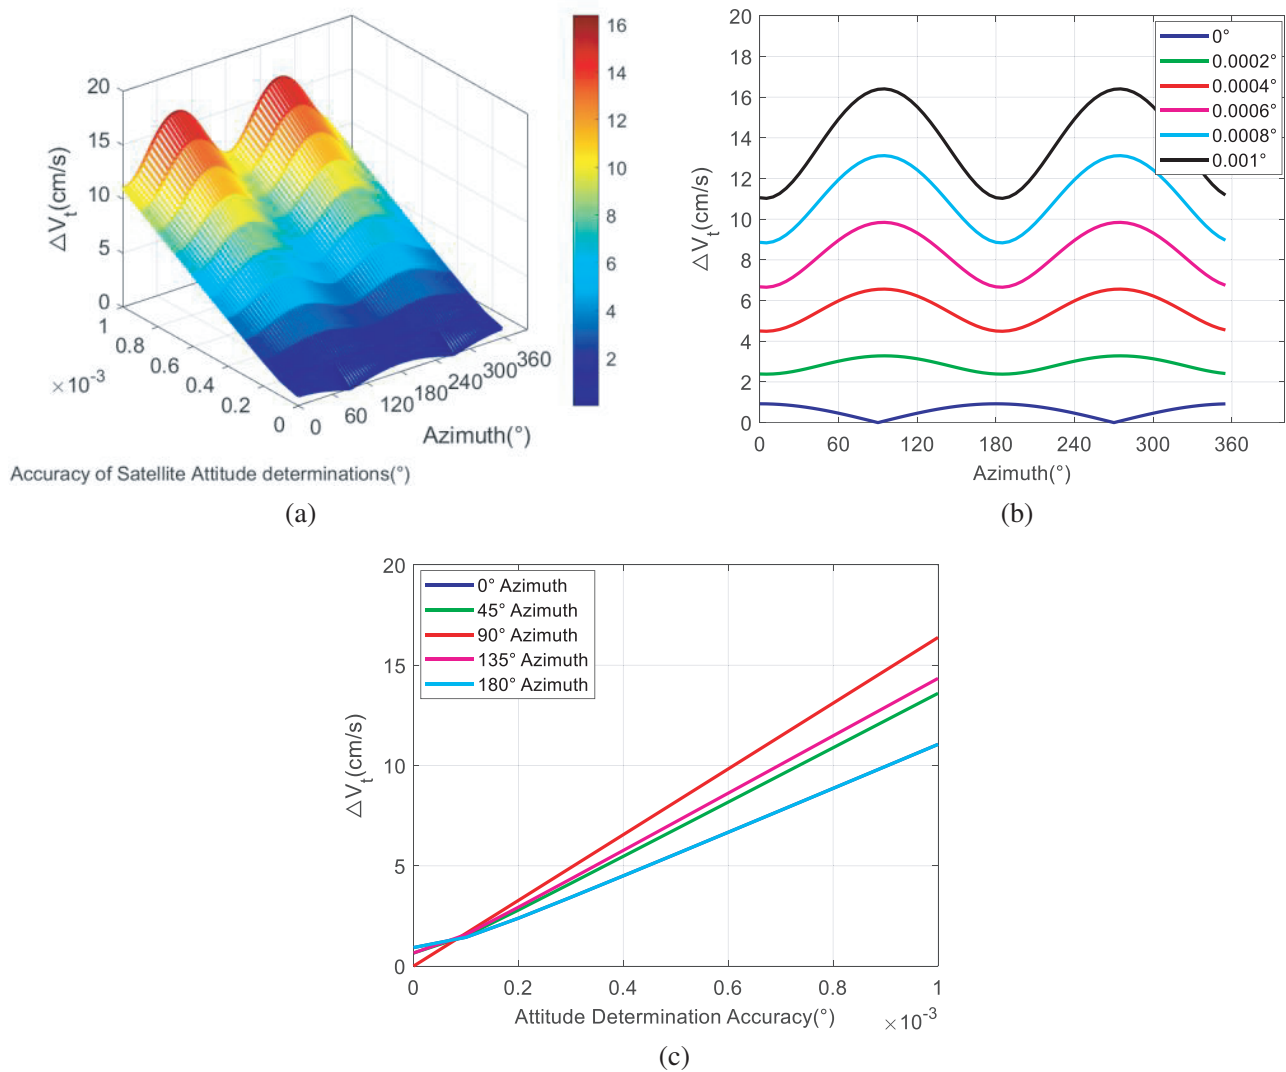 20
15
10
5
0
△Vt(cm/s)
1
0.8
0.6
0.4
0.2
0
×10-3
0
60
120
180
240
300
360
Azimuth(°)
Accuracy of Satellite Attitude determinations(°)
16
14
12
10
8
6
4
2
(a)
20
18
16
14
12
10
8
6
4
2
0
△Vt(cm/s)
0°
0.0002°
0.0004°
0.0006°
0.0008°
0.001°
0 60 120 180 240 300 360
Azimuth(°)
(b)
20
15
10
5
0
△Vt(cm/s)
0° Azimuth
45° Azimuth
90° Azimuth
135° Azimuth
180° Azimuth
0 0.2 0.4 0.6 0.8 1
Attitude Determination Accuracy(°)
×10-3
(c)